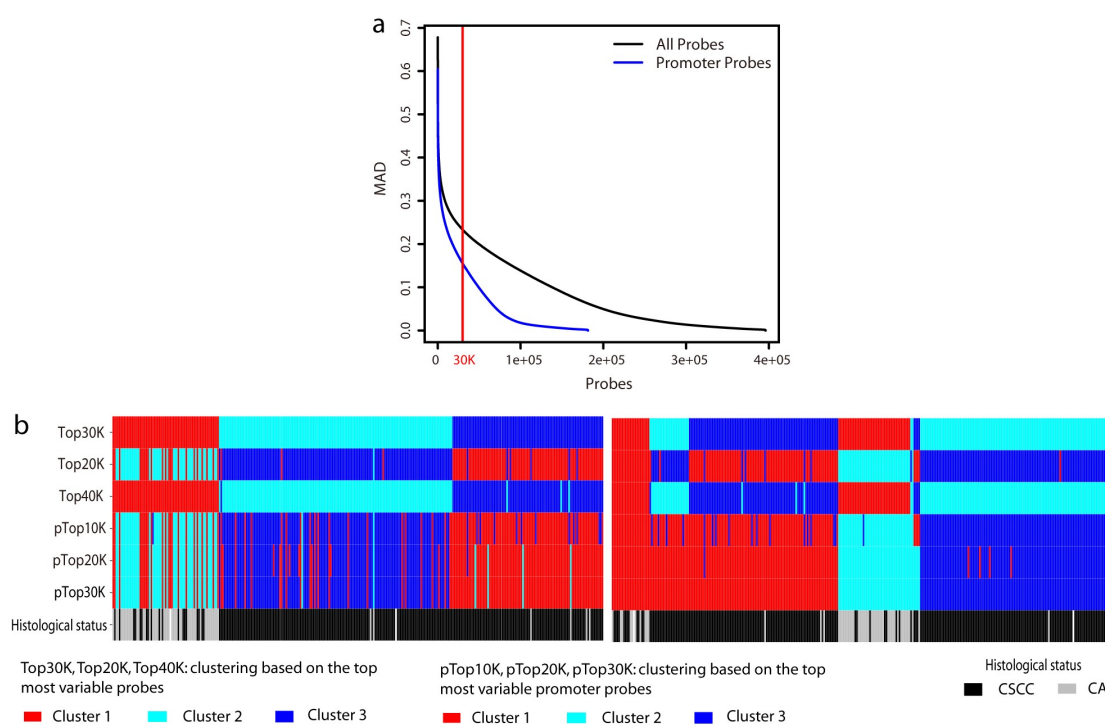 a
All Probes
Promoter Probes
MAD
0.7
0.6
0.5
0.4
0.3
0.2
0.1
0.0
0 30K 1e+05 2e+05 3e+05 4e+05
Probes
b
Top30K
Top20K
Top40K
pTop10K
pTop20K
pTop30K
Histological status
Top30K, Top20K, Top40K: clustering based on the top
most variable probes
Cluster 1 Cluster 2 Cluster 3
pTop10K, pTop20K, pTop30K: clustering based on the top
most variable promoter probes
Cluster 1 Cluster 2 Cluster 3
Histological status
CSCC CA